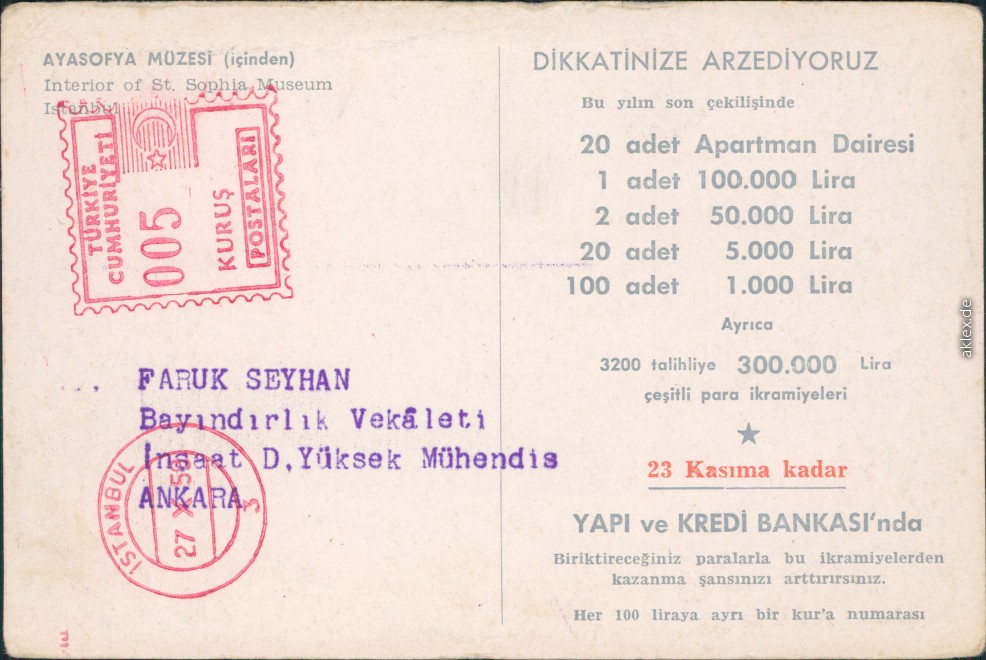 AYASOFYA MÜZESİ (içinden)
Interior of St. Sophia Museum
Istanbul
TÜRKİYE
CUMHURİYETİ
005
KURUŞ
POSTALARI
FARUK SEYHAN
Bayındırlık Vekâleti
İnşaat D.Yüksek Mühendis
ANKARA
İSTANBUL
27 X 59
3
DİKKATİNİZE ARZEDİYORUZ
Bu yılın son çekilişinde
20 adet Apartman Dairesi
1 adet 100.000 Lira
2 adet 50.000 Lira
20 adet 5.000 Lira
100 adet 1.000 Lira
Ayrıca
3200 talihliye 300.000 Lira
çeşitli para ikramiyeleri
23 Kasıma kadar
YAPI ve KREDİ BANKASI'nda
Biriktireceğiniz paralarla bu ikramiyelerden
kazanma şansınızı arttırırsınız.
Her 100 liraya ayrı bir kur'a numarası
aklex.de